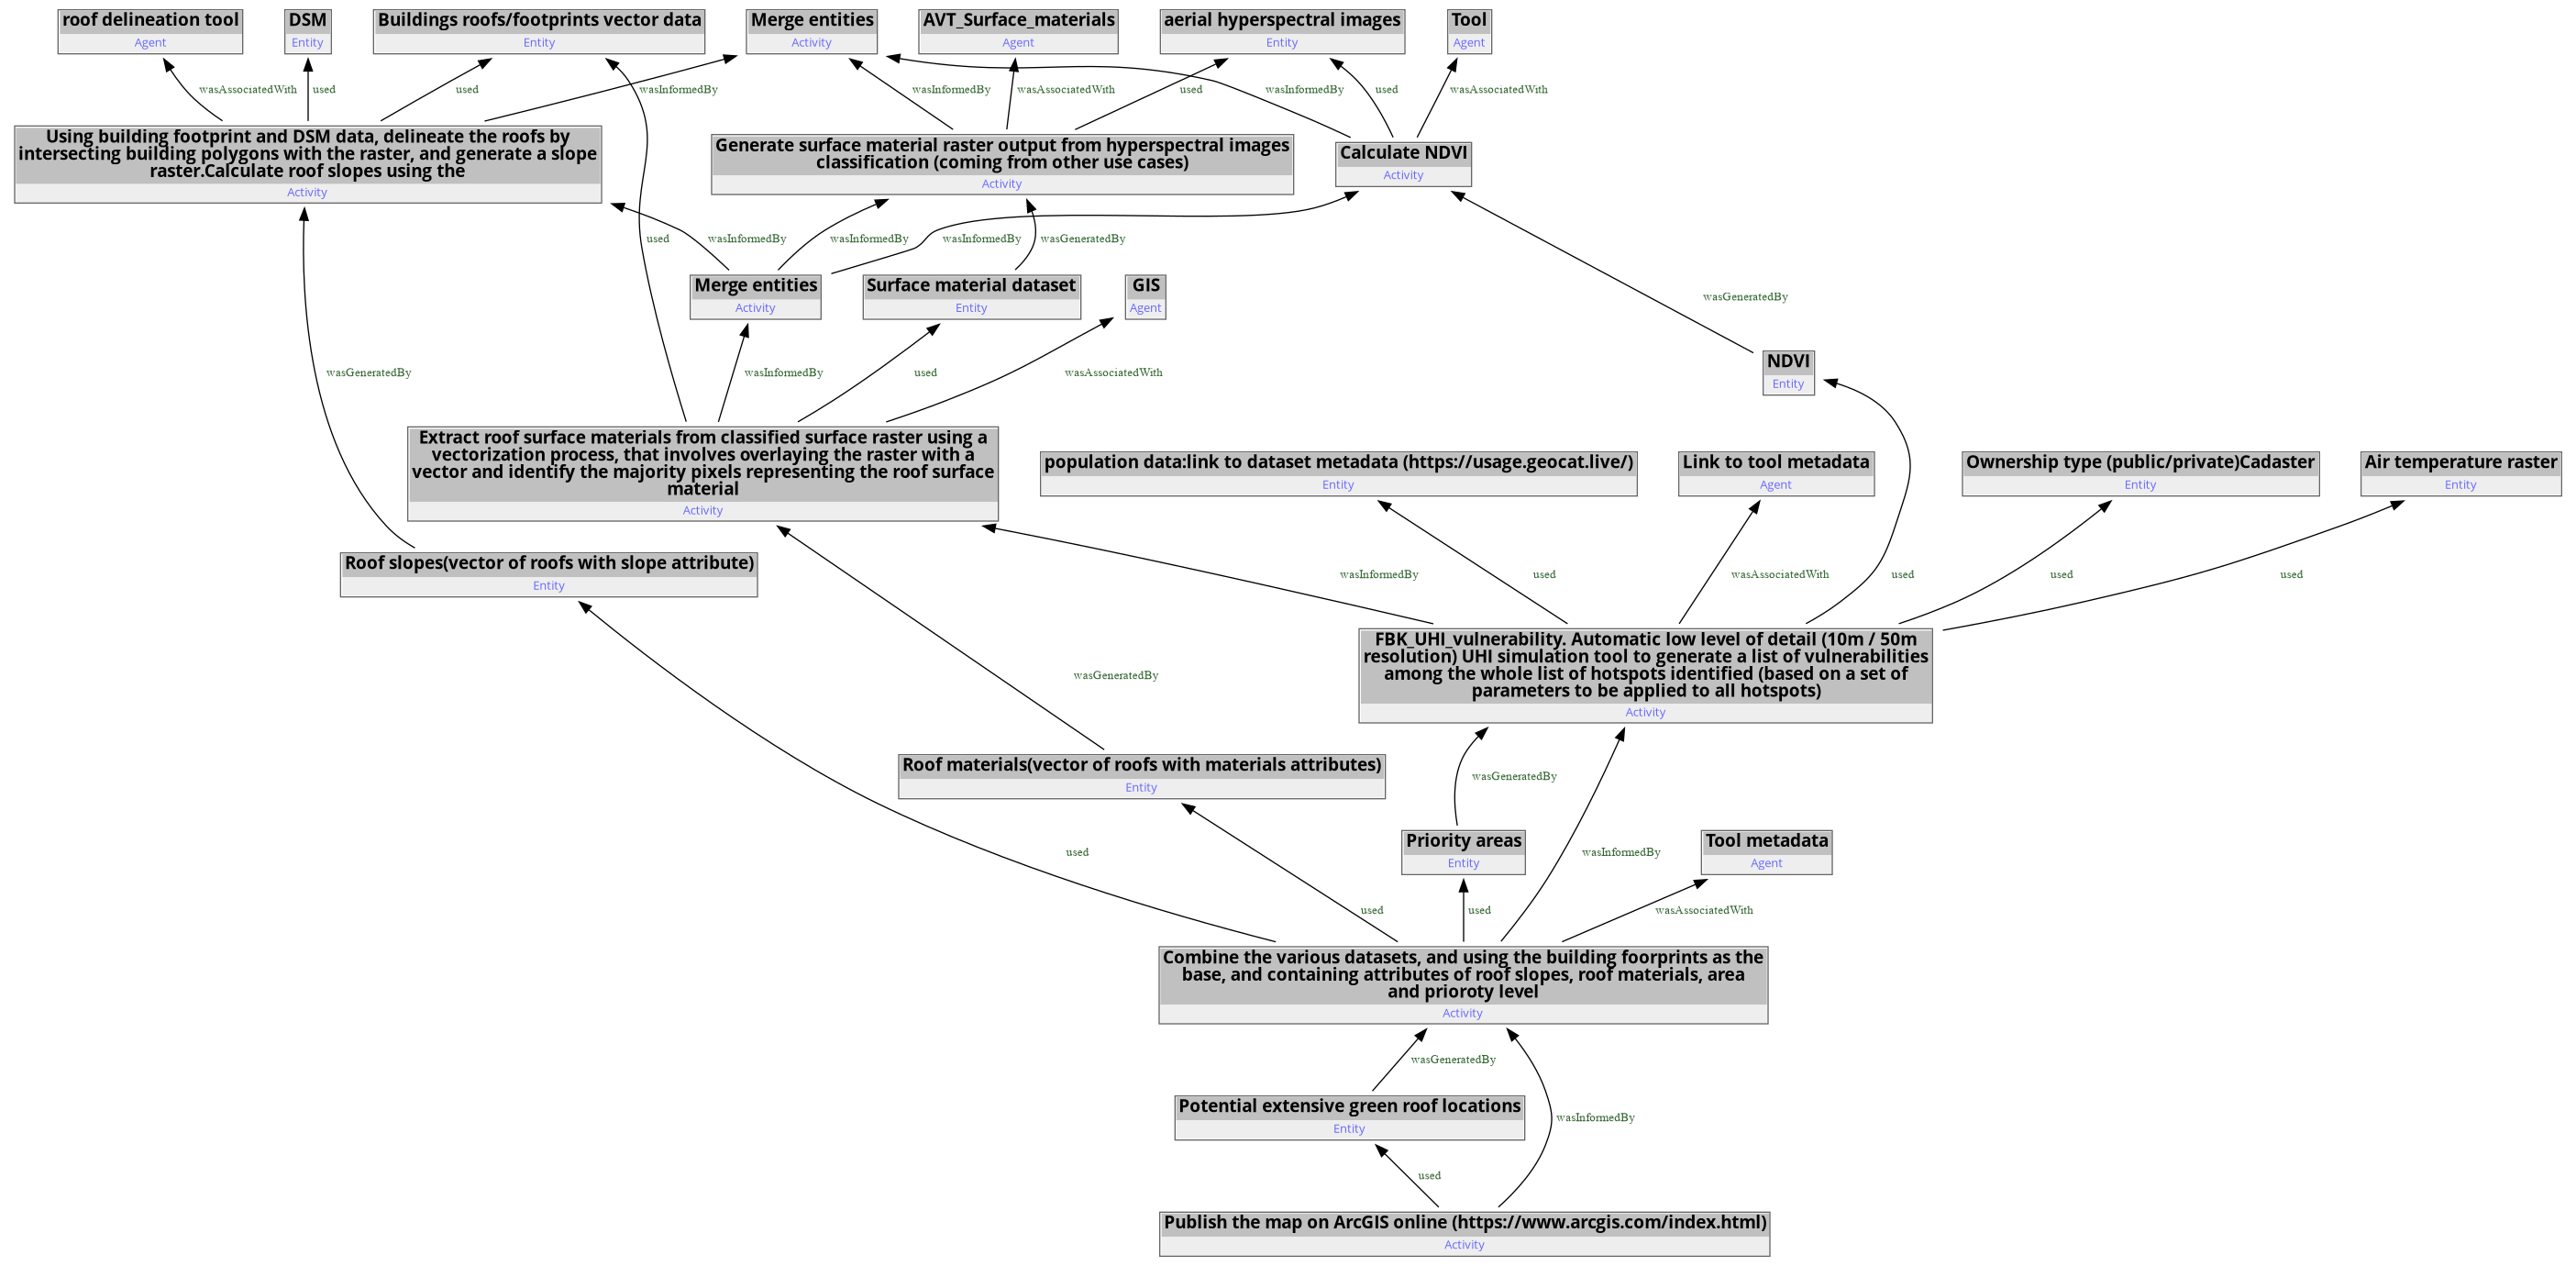 roof delineation tool
Agent
DSM
Entity
Buildings roofs/footprints vector data
Entity
Merge entities
Activity
AVT_Surface_materials
Agent
aerial hyperspectral images
Entity
Tool
Agent
wasAssociatedWith
used
used
wasInformedBy
wasInformedBy
wasAssociatedWith
used
wasInformedBy
used
wasAssociatedWith
Using building footprint and DSM data, delineate the roofs by
intersecting building polygons with the raster, and generate a slope
raster.Calculate roof slopes using the
Activity
Generate surface material raster output from hyperspectral images
classification (coming from other use cases)
Activity
Calculate NDVI
Activity
used
wasInformedBy
wasInformedBy
wasInformedBy
wasGeneratedBy
Merge entities
Activity
Surface material dataset
Entity
GIS
Agent
wasGeneratedBy
NDVI
Entity
wasGeneratedBy
wasInformedBy
used
wasAssociatedWith
Extract roof surface materials from classified surface raster using a
vectorization process, that involves overlaying the raster with a
vector and identify the majority pixels representing the roof surface
material
Activity
population data:link to dataset metadata (https://usage.geocat.live/)
Entity
Link to tool metadata
Agent
Ownership type (public/private)Cadaster
Entity
Air temperature raster
Entity
Roof slopes(vector of roofs with slope attribute)
Entity
wasInformedBy
used
wasAssociatedWith
used
used
used
FBK_UHI_vulnerability. Automatic low level of detail (10m / 50m
resolution) UHI simulation tool to generate a list of vulnerabilities
among the whole list of hotspots identified (based on a set of
parameters to be applied to all hotspots)
Activity
wasGeneratedBy
Roof materials(vector of roofs with materials attributes)
Entity
wasGeneratedBy
Priority areas
Entity
Tool metadata
Agent
used
wasInformedBy
used
used
wasAssociatedWith
Combine the various datasets, and using the building foorprints as the
base, and containing attributes of roof slopes, roof materials, area
and prioroty level
Activity
wasGeneratedBy
Potential extensive green roof locations
Entity
wasInformedBy
used
Publish the map on ArcGIS online (https://www.arcgis.com/index.html)
Activity